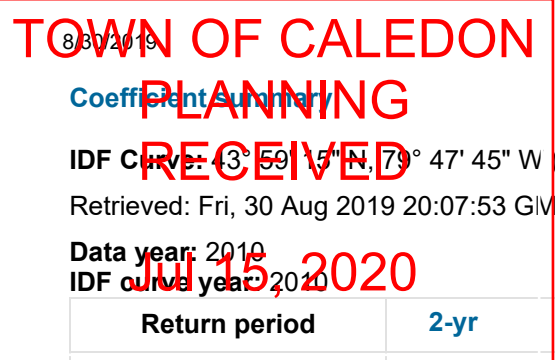 TOWN OF CALEDON
8/30/2019
PLANNING
Coefficient summary
RECEIVED
IDF Curve: 43° 59' 15" N, 79° 47' 45" W
Retrieved: Fri, 30 Aug 2019 20:07:53
Data year: 2010
Jul 15, 2020
IDF curve year: 2010
Return period 2-yr